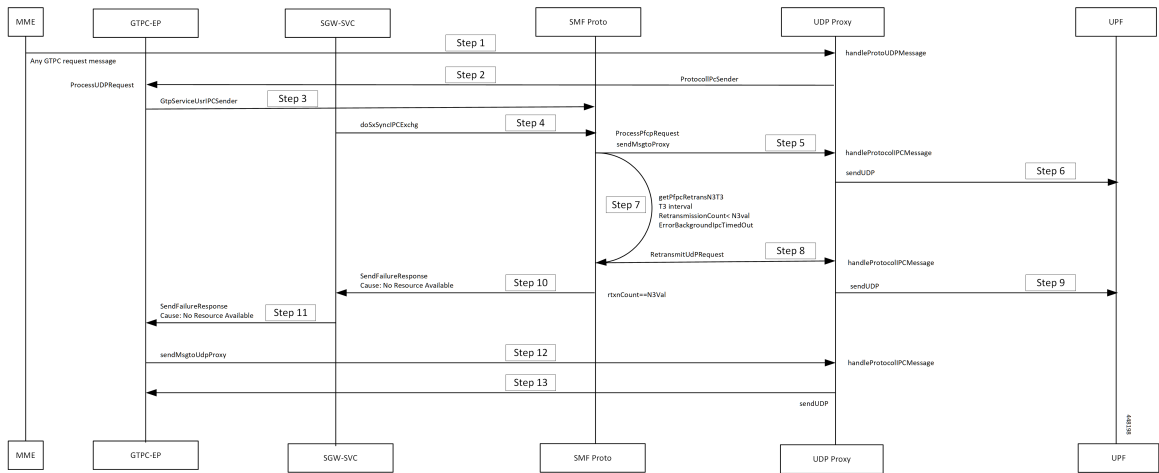 MME
GTPC-EP
SGW-SVC
SMF Proto
UDP Proxy
UPF
Step 1
Any GTPC request message
handleProtoUDPMessage
Step 2
ProcessUDPRequest
ProtocolIPcSender
GtpServiceUsrIPCSender
Step 3
doSxSyncIPCExchg
Step 4
ProcessPfcpRequest
sendMsgtoProxy
Step 5
handleProtocolIPCMessage
sendUDP
Step 6
Step 7
getPfpcRetransN3T3
T3 interval
RetransmissionCount< N3val
ErrorBackgroundIpcTimedOut
RetransmitUdPRequest
Step 8
handleProtocolIPCMessage
SendFailureResponse
Cause: No Resource Available
Step 10
rtxnCount==N3Val
sendUDP
Step 9
SendFailureResponse
Cause: No Resource Available
Step 11
sendMsgtoUdpProxy
Step 12
handleProtocolIPCMessage
Step 13
sendUDP
448198
MME
GTPC-EP
SGW-SVC
SMF Proto
UDP Proxy
UPF